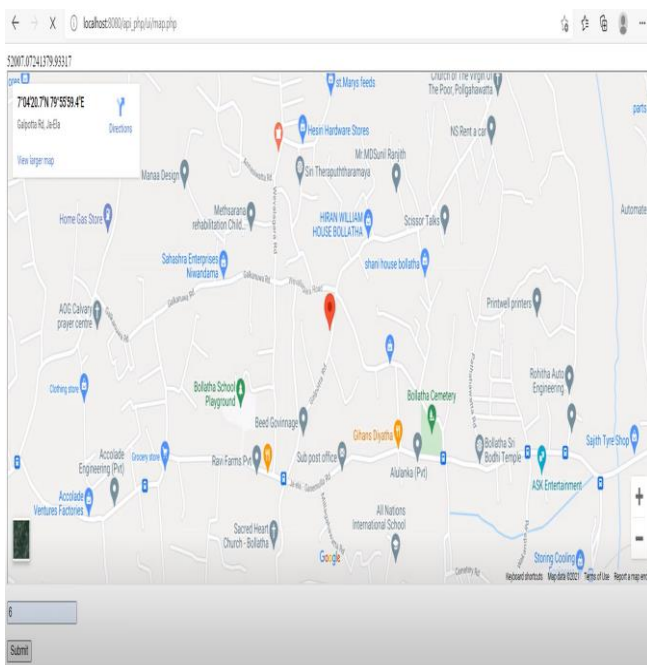 localhost:8080/api_php/ui/map.php
52007.07241379.93317
7°04'20.7"N 79°55'59.4"E
Galpotta Rd, Ja-Ela
Directions
View larger map
st.Marys feeds
Church of The Virgin Of
The Poor, Pollgahawatta
parts
Hesiri Hardware Stores
NS Rent a car
Manaa Design
Siri Therapuththaramaya
Mr.MDSunil Ranjith
Methsarana
rehabilitation Child...
Home Gas Store
HIRAN WILLIAM
HOUSE BOLLATHA
Scissor Talks
Automate
Sahashra Enterprises
Niwandama
shani house bollatha
AOG Calvary
prayer centre
Printwell printers
Clothing store
Bollatha School
Playground
Bollatha Cemetery
Rohitha Auto
Engineering
Beed Govinnage
Gihans Diyatha
Accolade
Engineering (Pvt)
Grocery store
Ravi Farms Pvt
Sub post office
Alulanka (Pvt)
Bollatha Sri
Bodhi Temple
Sajith Tyre Shop
ASK Entertainment
Accolade
Ventures Factories
All Nations
International School
Sacred Heart
Church - Bollatha
Google
Cemetery Rd
Storing Cooling
Keyboard shortcuts Map data ©2021 Terms of Use Report a map error
6
Submit